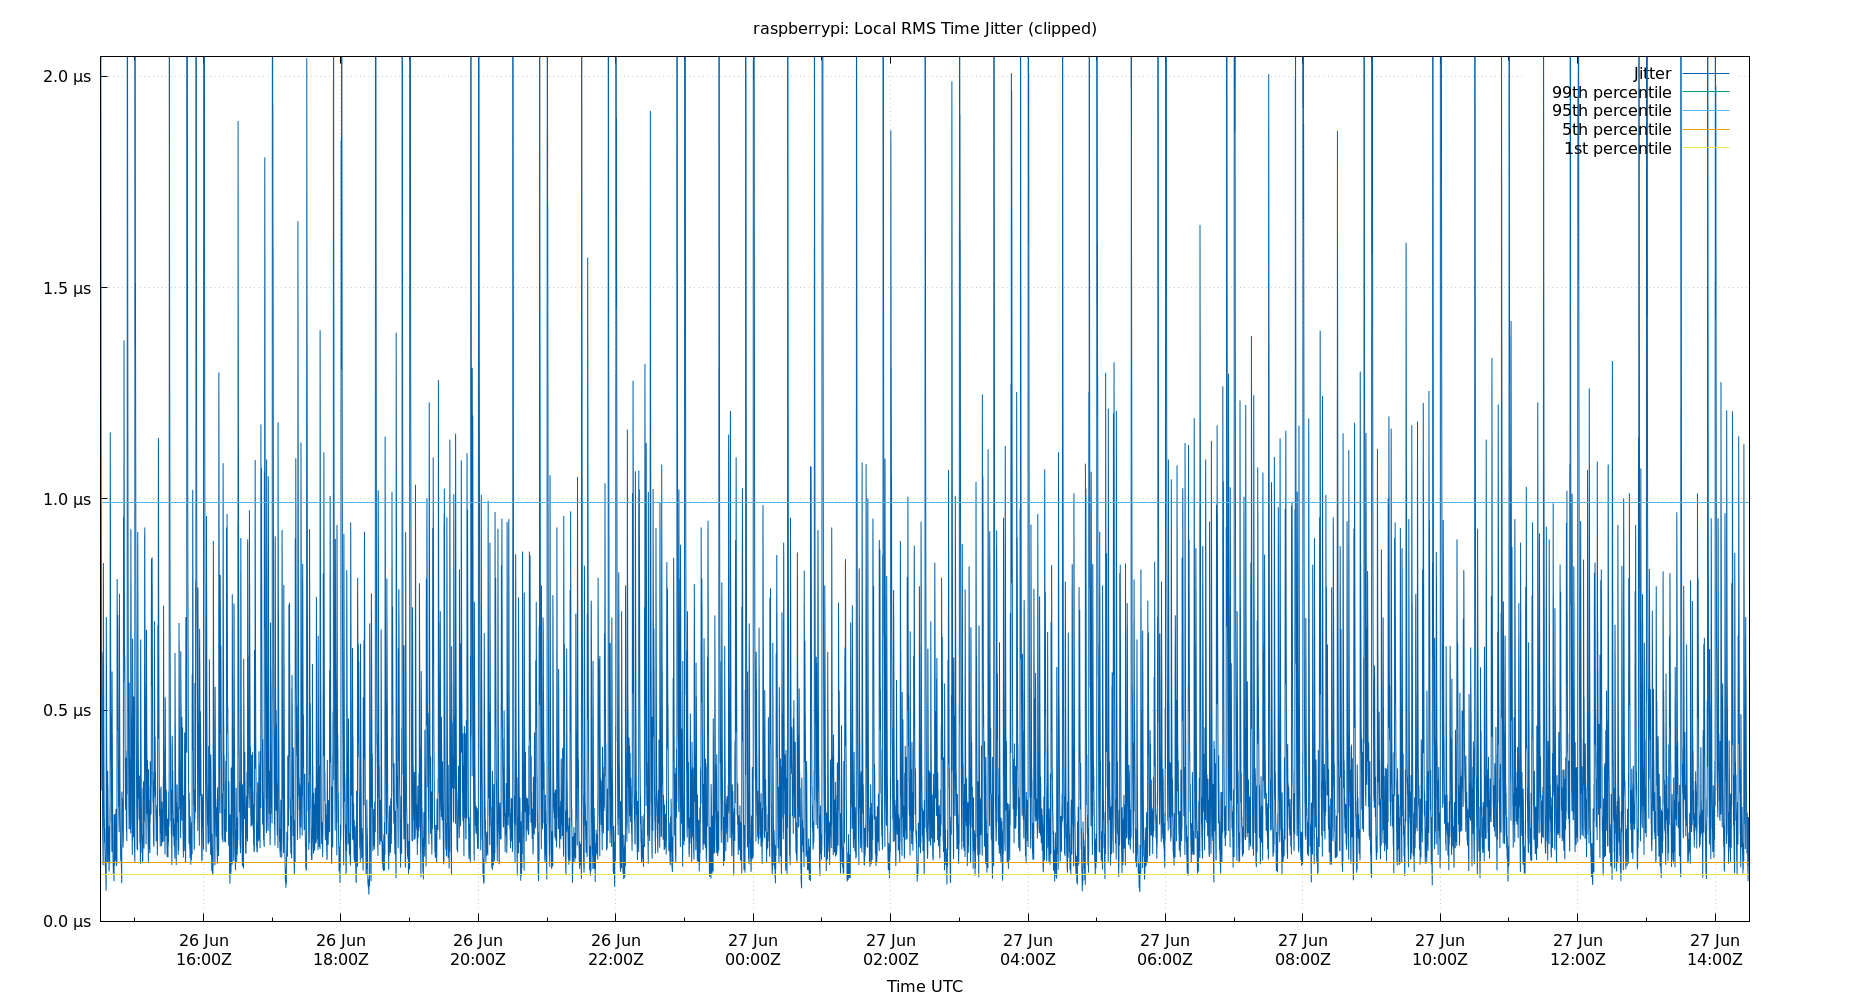 raspberrypi: Local RMS Time Jitter (clipped)
2.0 µs
1.5 µs
1.0 µs
0.5 µs
0.0 µs
Jitter
99th percentile
95th percentile
5th percentile
1st percentile
26 Jun 26 Jun 26 Jun 26 Jun 27 Jun 27 Jun 27 Jun 27 Jun 27 Jun 27 Jun 27 Jun 27 Jun
16:00Z 18:00Z 20:00Z 22:00Z 00:00Z 02:00Z 04:00Z 06:00Z 08:00Z 10:00Z 12:00Z 14:00Z
Time UTC